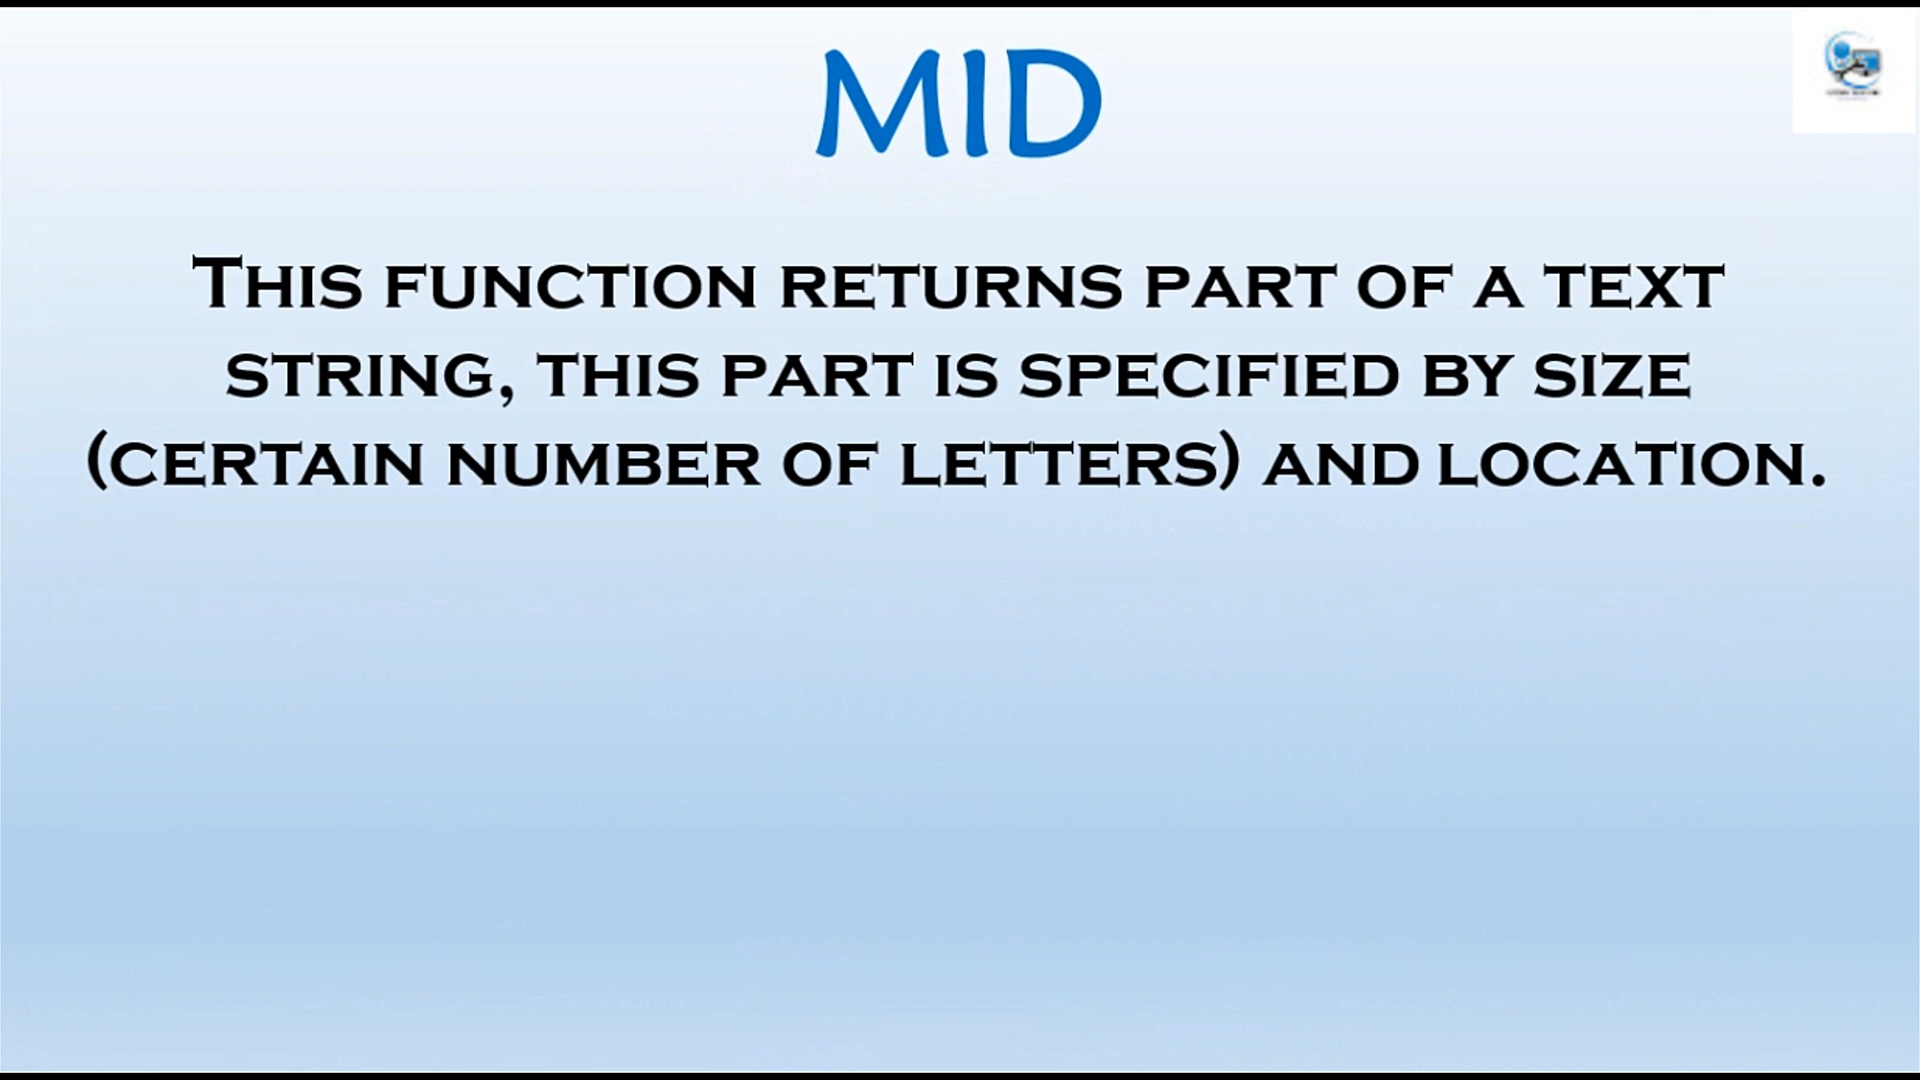 MID
This function returns part of a text
string, this part is specified by size
(certain number of letters) and location.